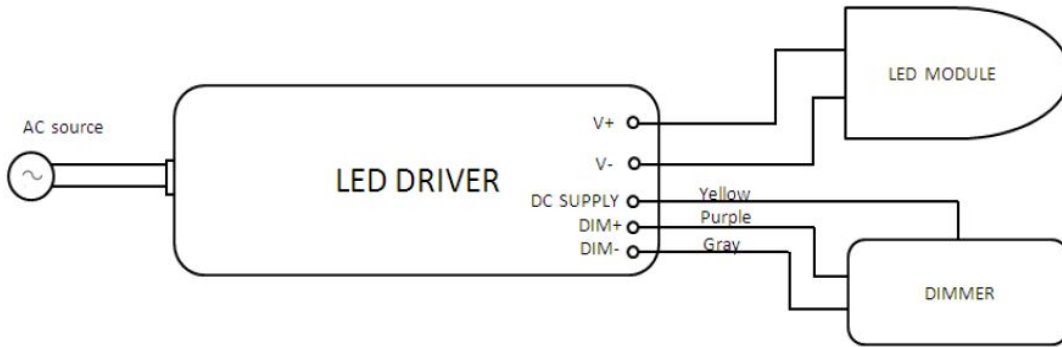 AC source
LED DRIVER
V+
V-
DC SUPPLY
DIM+
DIM-
Yellow
Purple
Gray
LED MODULE
DIMMER